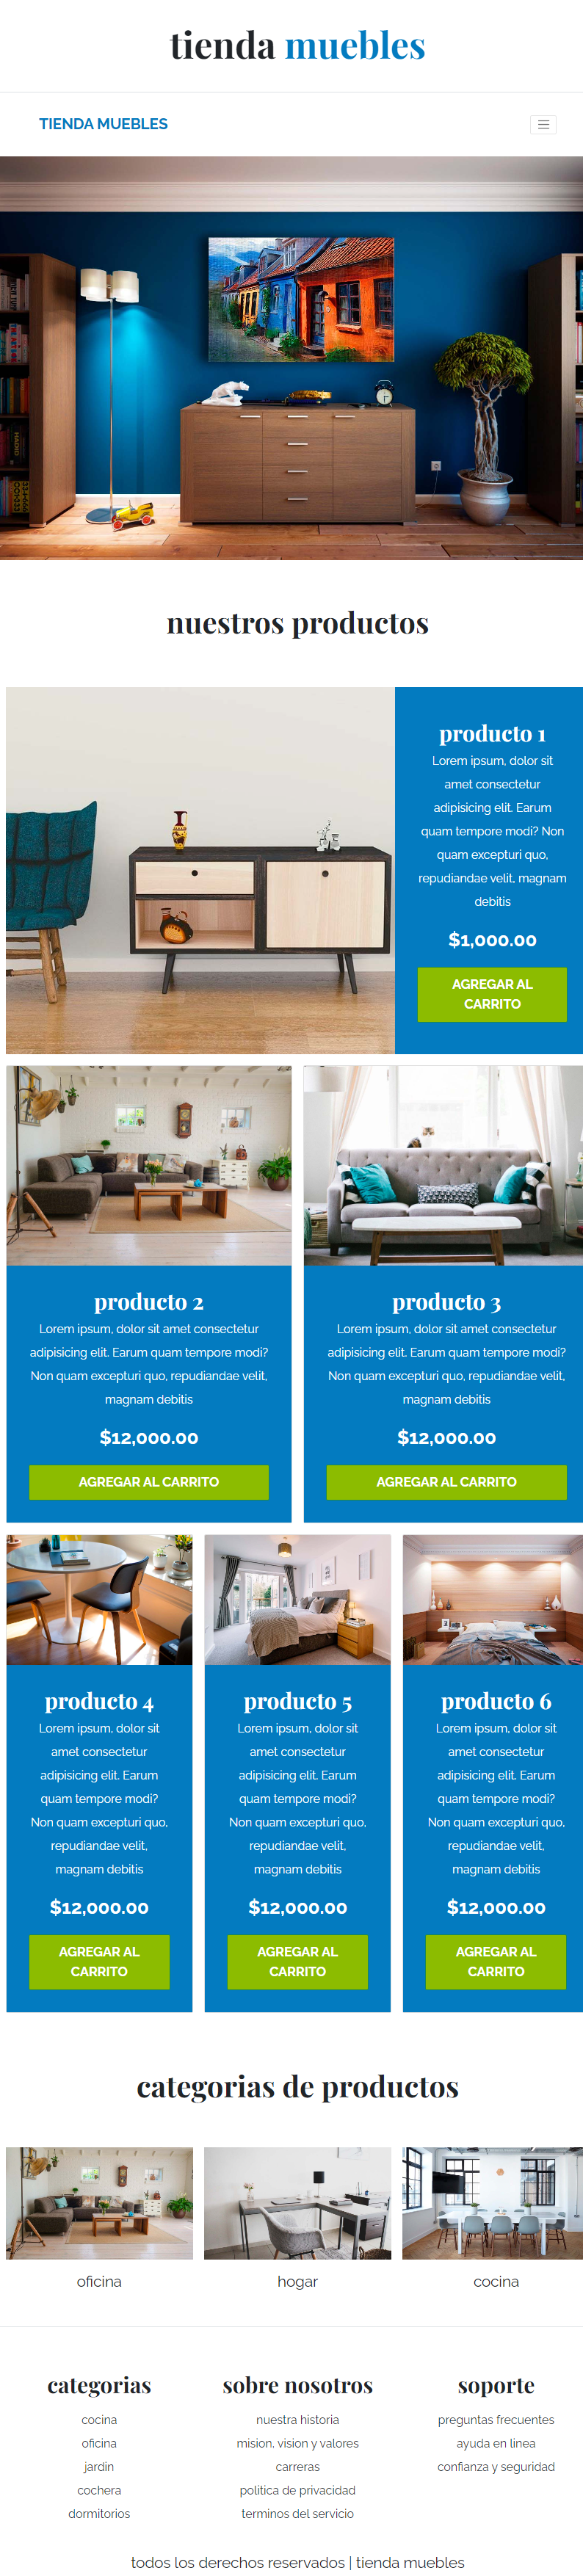 tienda muebles
TIENDA MUEBLES
nuestros productos
producto 1
Lorem ipsum, dolor sit
amet consectetur
adipisicing elit. Earum
quam tempore modi? Non
quam excepturi quo,
repudiandae velit, magnam
debitis
$1,000.00
AGREGAR AL
CARRITO
producto 2
Lorem ipsum, dolor sit amet consectetur
adipisicing elit. Earum quam tempore modi?
Non quam excepturi quo, repudiandae velit,
magnam debitis
$12,000.00
AGREGAR AL CARRITO
producto 3
Lorem ipsum, dolor sit amet consectetur
adipisicing elit. Earum quam tempore modi?
Non quam excepturi quo, repudiandae velit,
magnam debitis
$12,000.00
AGREGAR AL CARRITO
producto 4
Lorem ipsum, dolor sit
amet consectetur
adipisicing elit. Earum
quam tempore modi?
Non quam excepturi quo,
repudiandae velit,
magnam debitis
$12,000.00
AGREGAR AL
CARRITO
producto 5
Lorem ipsum, dolor sit
amet consectetur
adipisicing elit. Earum
quam tempore modi?
Non quam excepturi quo,
repudiandae velit,
magnam debitis
$12,000.00
AGREGAR AL
CARRITO
producto 6
Lorem ipsum, dolor sit
amet consectetur
adipisicing elit. Earum
quam tempore modi?
Non quam excepturi quo,
repudiandae velit,
magnam debitis
$12,000.00
AGREGAR AL
CARRITO
categorias de productos
oficina
hogar
cocina
categorias
cocina
oficina
jardin
cochera
dormitorios
sobre nosotros
nuestra historia
mision, vision y valores
carreras
politica de privacidad
terminos del servicio
soporte
preguntas frecuentes
ayuda en linea
confianza y seguridad
todos los derechos reservados | tienda muebles